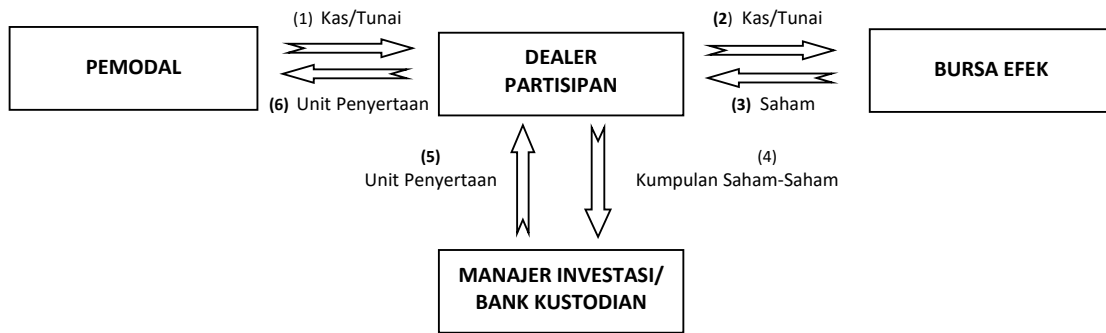 (1) Kas/Tunai
(2) Kas/Tunai
PEMODAL
DEALER
PARTISIPAN
BURSA EFEK
(6) Unit Penyertaan
(3) Saham
(5)
Unit Penyertaan
(4)
Kumpulan Saham-Saham
MANAJER INVESTASI/
BANK KUSTODIAN